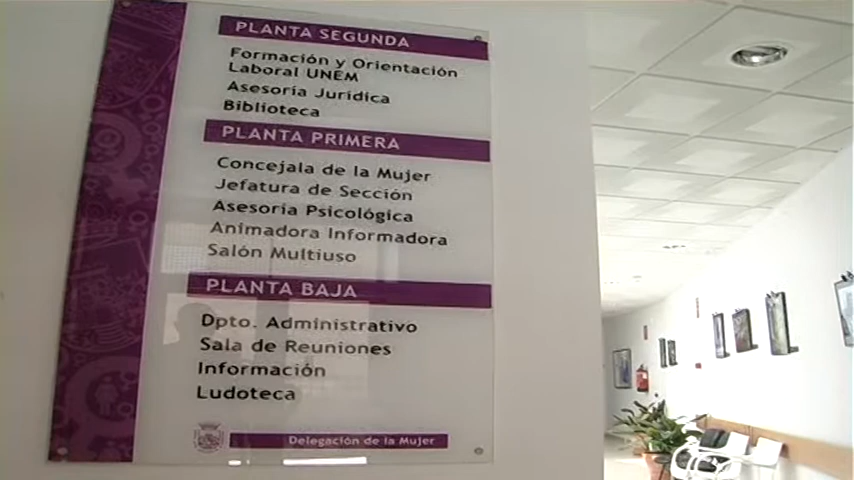 PLANTA SEGUNDA
Formación y Orientación
Laboral UNEM
Asesoría Jurídica
Biblioteca
PLANTA PRIMERA
Concejala de la Mujer
Jefatura de Sección
Asesoría Psicológica
Animadora Informadora
Salón Multiuso
PLANTA BAJA
Dpto. Administrativo
Sala de Reuniones
Información
Ludoteca
Delegación de la Mujer